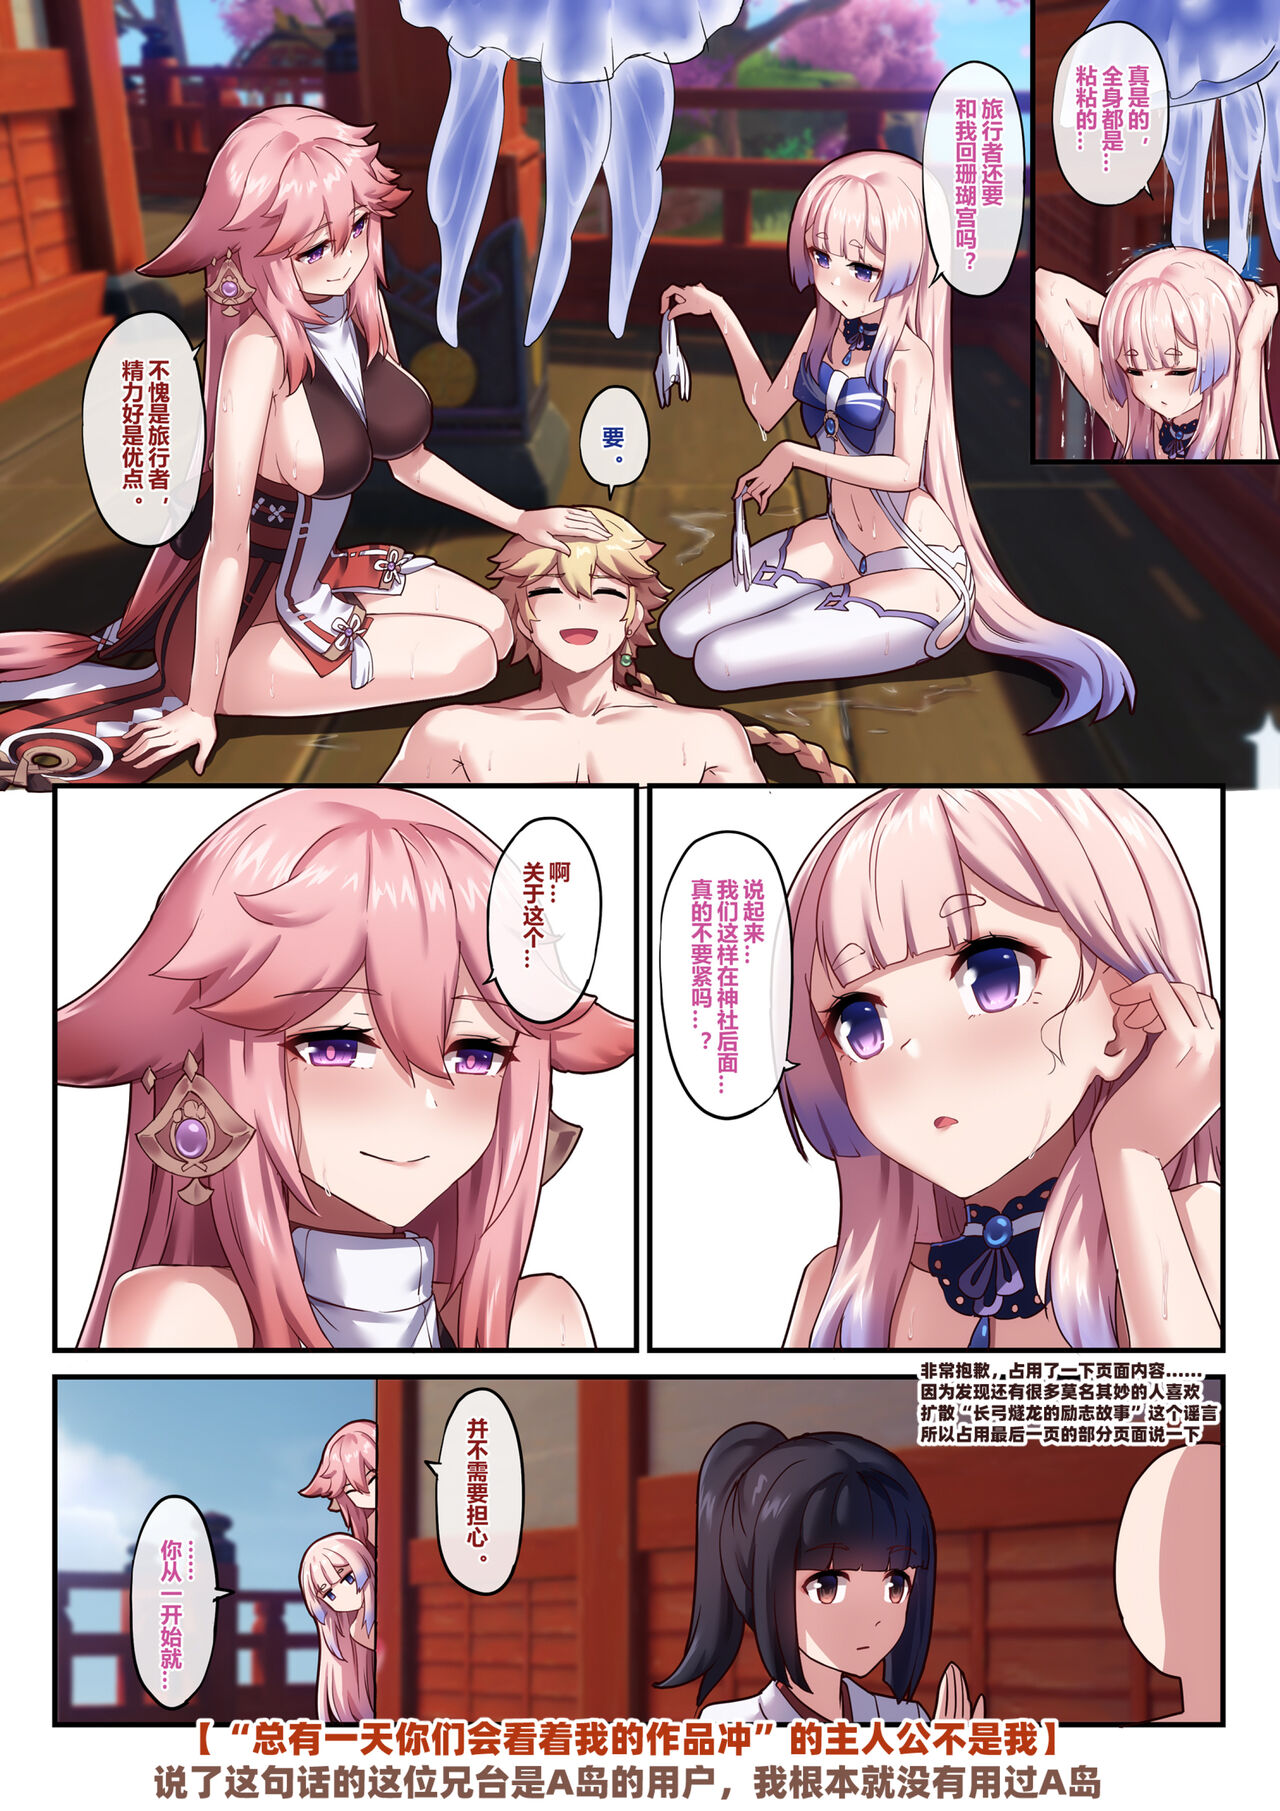 真是的，
全身都是…
粘粘的…
旅行者还要
和我回珊瑚宫吗？
要。
不愧是旅行者，
精力好是优点。
说起来…
我们这样在神社后面…
真的不要紧吗…？
啊…
关于这个…
非常抱歉，占用了一下页面内容……
因为发现还有很多莫名其妙的人喜欢
扩散“长弓燧龙的励志故事”这个谣言
所以占用最后一页的部分页面说一下
并不需要担心。
……
你从一开始就…
【“总有一天你们会看着我的作品冲”的主人公不是我】
说了这句话的这位兄台是A岛的用户，我根本就没有用过A岛